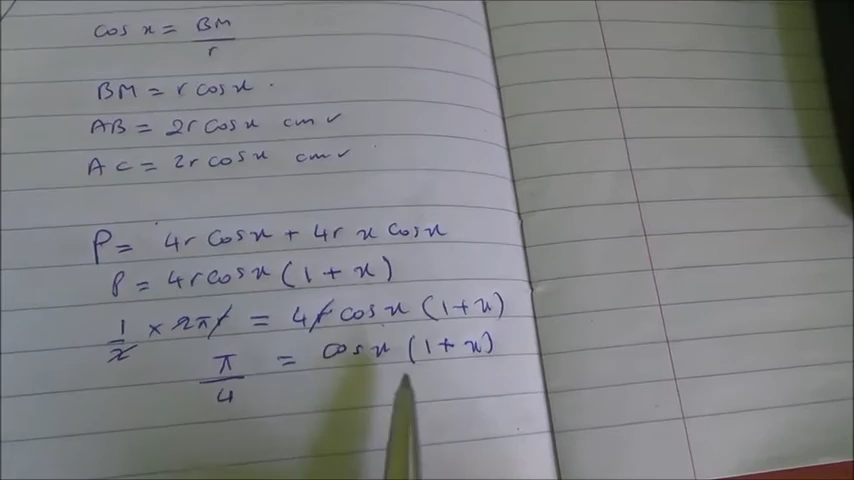 cos x = BM/r
BM = r cos x .
AB = 2r cos x cm ✓
AC = 2r cos x cm ✓
P = 4r cos x + 4r x cos x
P = 4r cos x (1 + x)
1/2 × 2πr = 4r cos x (1 + x)
π/4 = cos x (1 + x)